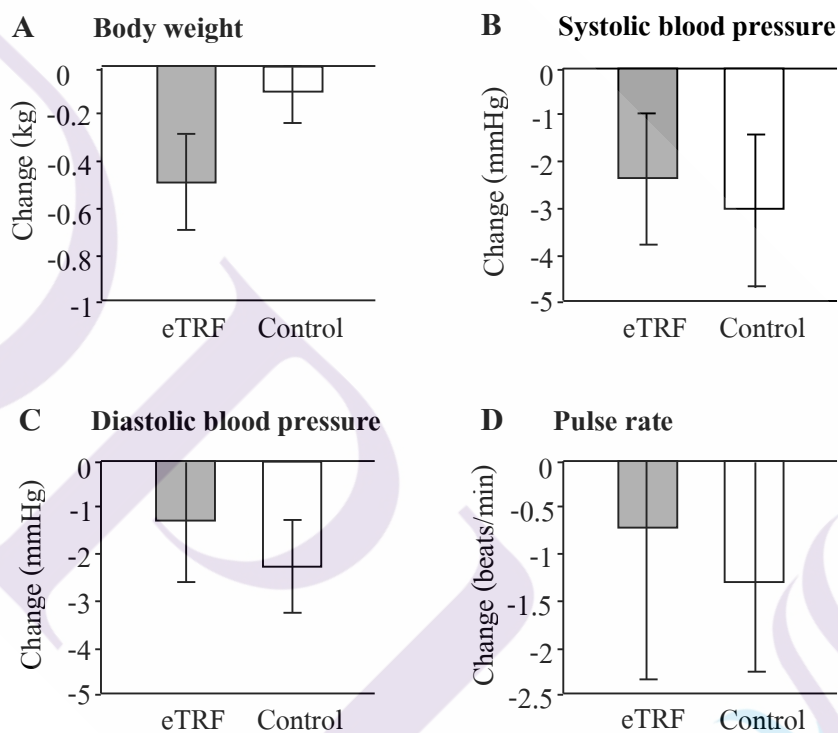 A Body weight
Change (kg)
0
-0.2
-0.4
-0.6
-0.8
-1
eTRF Control
B Systolic blood pressure
Change (mmHg)
0
-1
-2
-3
-4
-5
eTRF Control
C Diastolic blood pressure
Change (mmHg)
0
-1
-2
-3
-4
-5
eTRF Control
D Pulse rate
Change (beats/min)
0
-0.5
-1
-1.5
-2
-2.5
eTRF Control